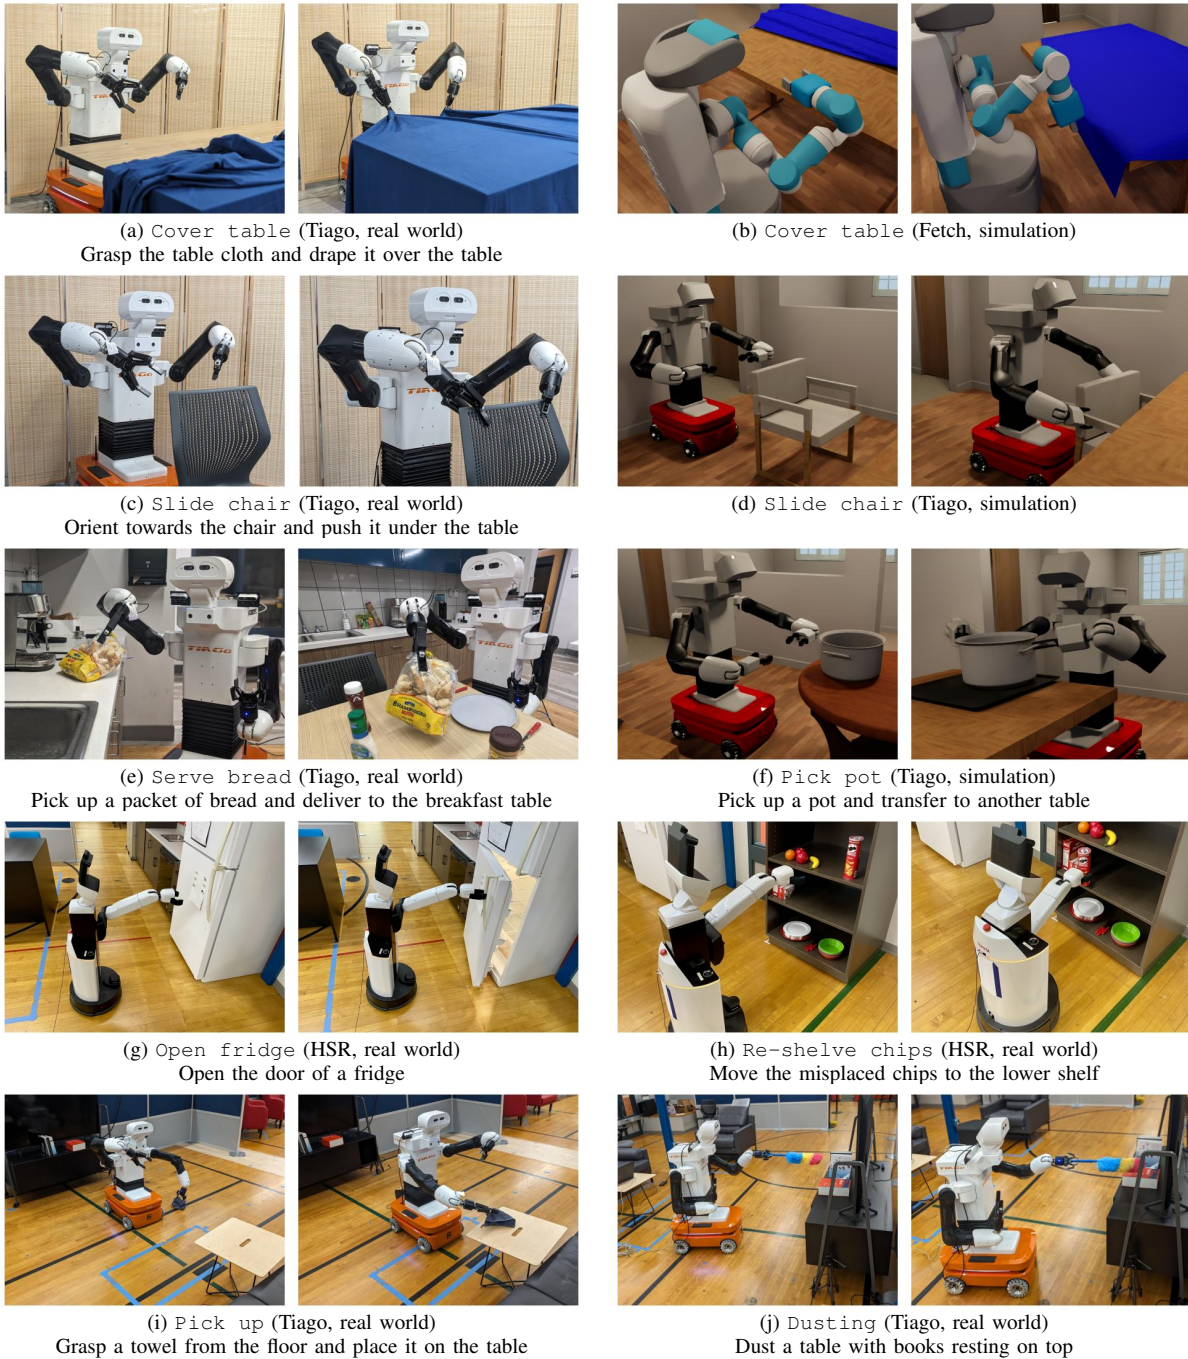 TIAGO
(a) Cover table (Tiago, real world)
Grasp the table cloth and drape it over the table
(b) Cover table (Fetch, simulation)
TIAGO
(c) Slide chair (Tiago, real world)
Orient towards the chair and push it under the table
(d) Slide chair (Tiago, simulation)
TIAGO
TIAGO
(e) Serve bread (Tiago, real world)
Pick up a packet of bread and deliver to the breakfast table
(f) Pick pot (Tiago, simulation)
Pick up a pot and transfer to another table
(g) Open fridge (HSR, real world)
Open the door of a fridge
(h) Re-shelve chips (HSR, real world)
Move the misplaced chips to the lower shelf
(i) Pick up (Tiago, real world)
Grasp a towel from the floor and place it on the table
(j) Dusting (Tiago, real world)
Dust a table with books resting on top